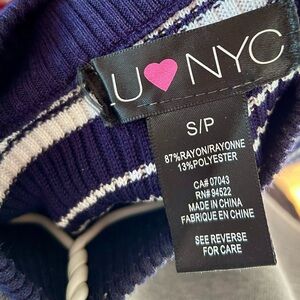 U♥NYC
S/P
87%RAYON/RAYONNE
13%POLYESTER
CA# 07043
RN# 94522
MADE IN CHINA
FABRIQUE EN CHINE
SEE REVERSE
FOR CARE